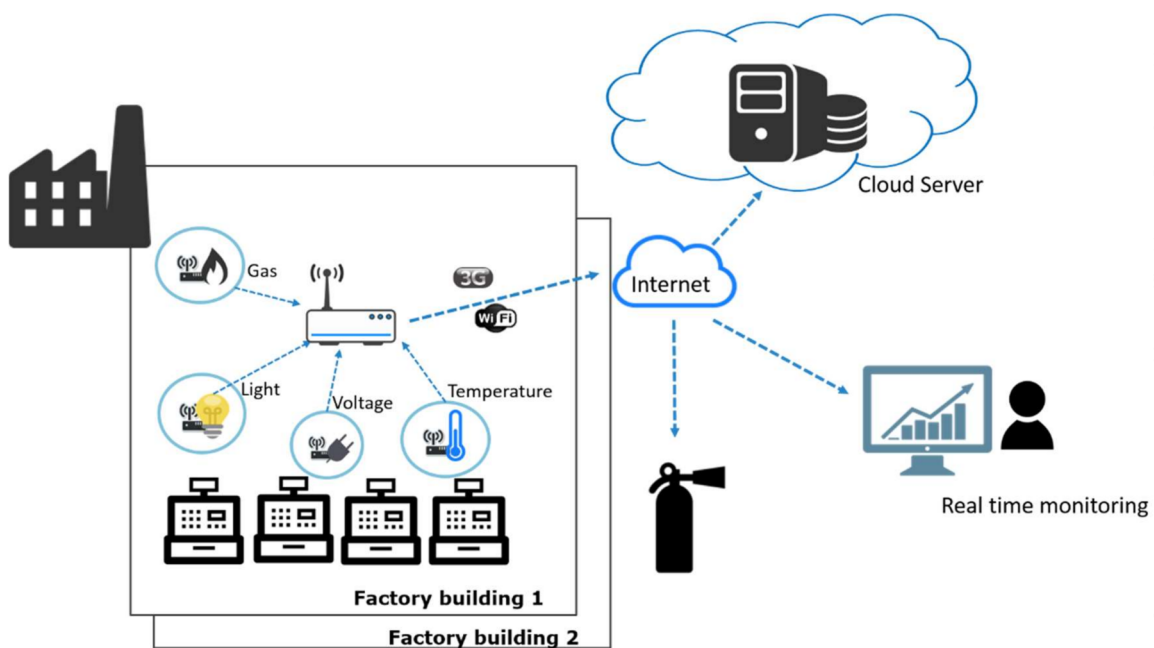 Cloud Server
Gas
3G
Internet
WiFi
Light
Voltage
Temperature
Real time monitoring
Factory building 1
Factory building 2